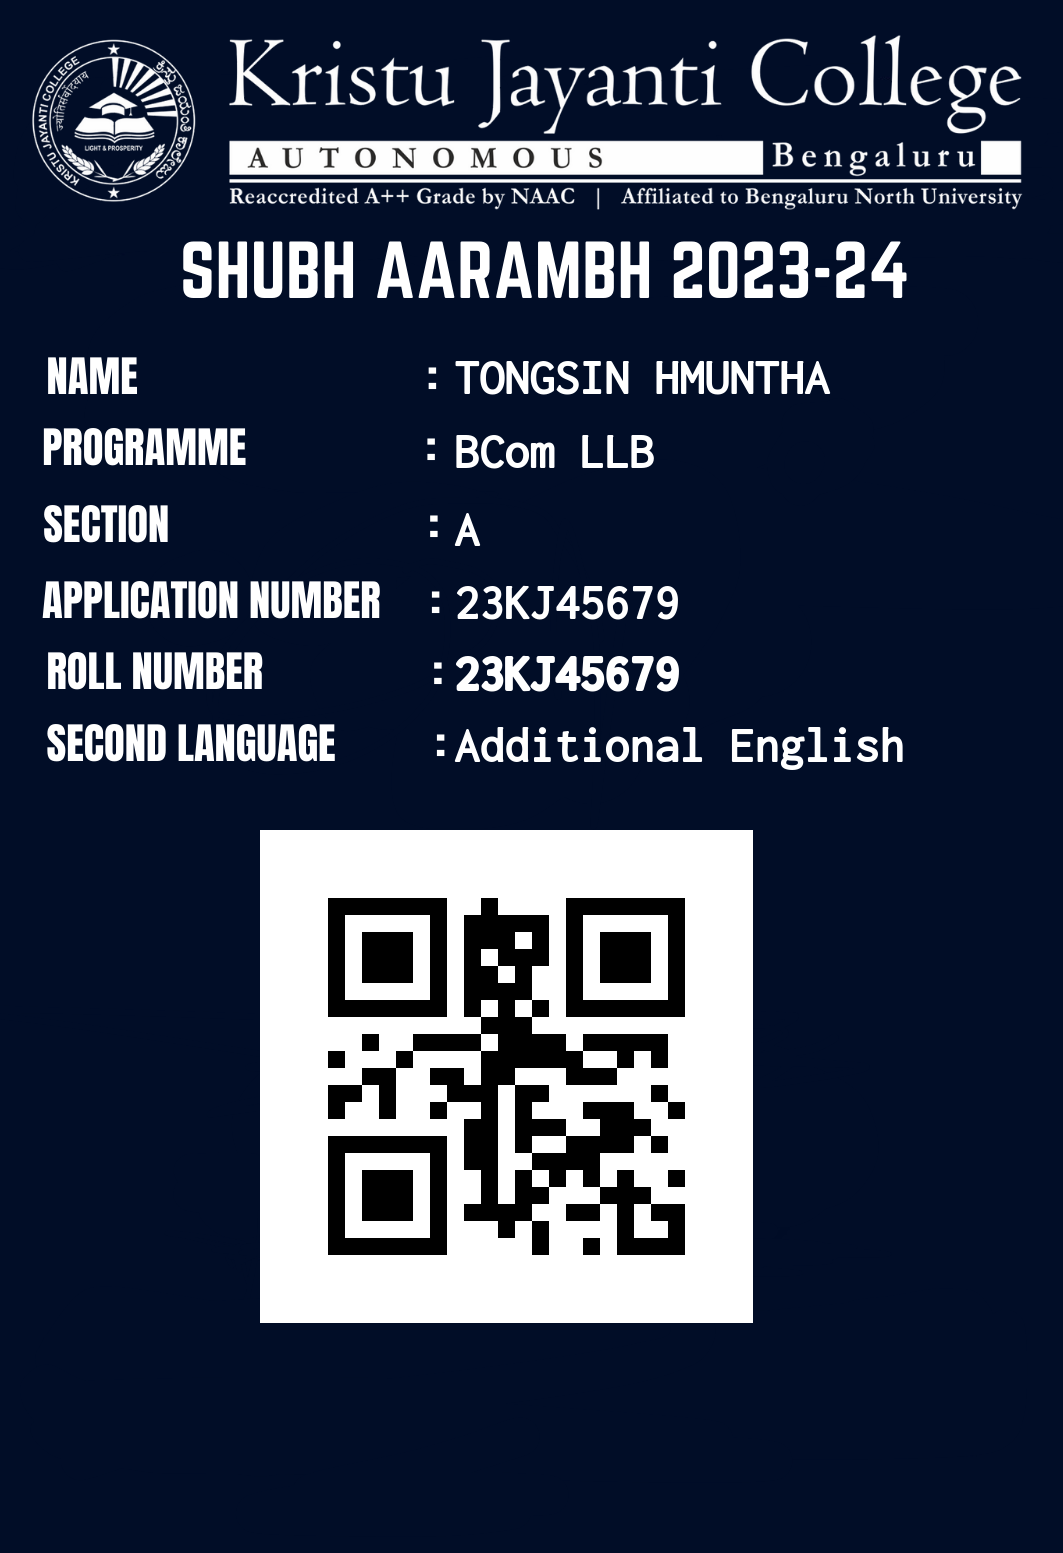 Kristu Jayanti College
AUTONOMOUS Bengaluru
Reaccredited A++ Grade by NAAC | Affiliated to Bengaluru North University
KRISTU JAYANTI COLLEGE
LIGHT & PROSPERITY
SHUBH AARAMBH 2023-24
NAME : TONGSIN HMUNTHA
PROGRAMME : BCom LLB
SECTION : A
APPLICATION NUMBER : 23KJ45679
ROLL NUMBER : 23KJ45679
SECOND LANGUAGE : Additional English